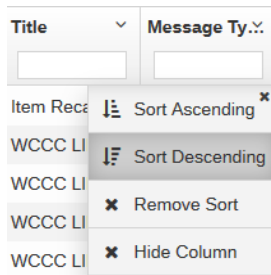 Title Message Ty...
Item Reca
Sort Ascending
WCCC LI
Sort Descending
WCCC LI
Remove Sort
WCCC LI
Hide Column
WCCC LI